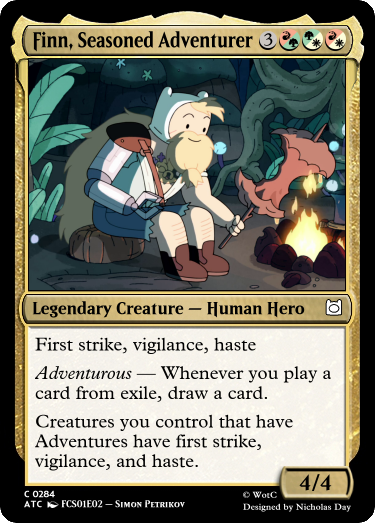 Finn, Seasoned Adventurer 3
Legendary Creature — Human Hero
First strike, vigilance, haste
Adventurous — Whenever you play a
card from exile, draw a card.
Creatures you control that have
Adventures have first strike,
vigilance, and haste.
4/4
C 0284
ATC FCS01E02 – Simon Petrikov
© WotC
Designed by Nicholas Day